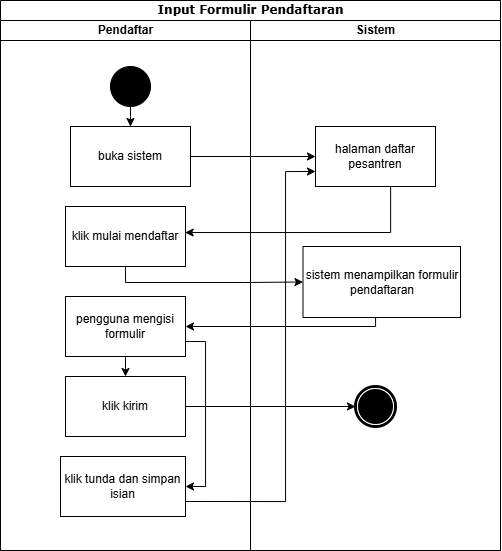 Input Formulir Pendaftaran
Pendaftar
Sistem
buka sistem
halaman daftar
pesantren
klik mulai mendaftar
sistem menampilkan formulir
pendaftaran
pengguna mengisi
formulir
klik kirim
klik tunda dan simpan
isian